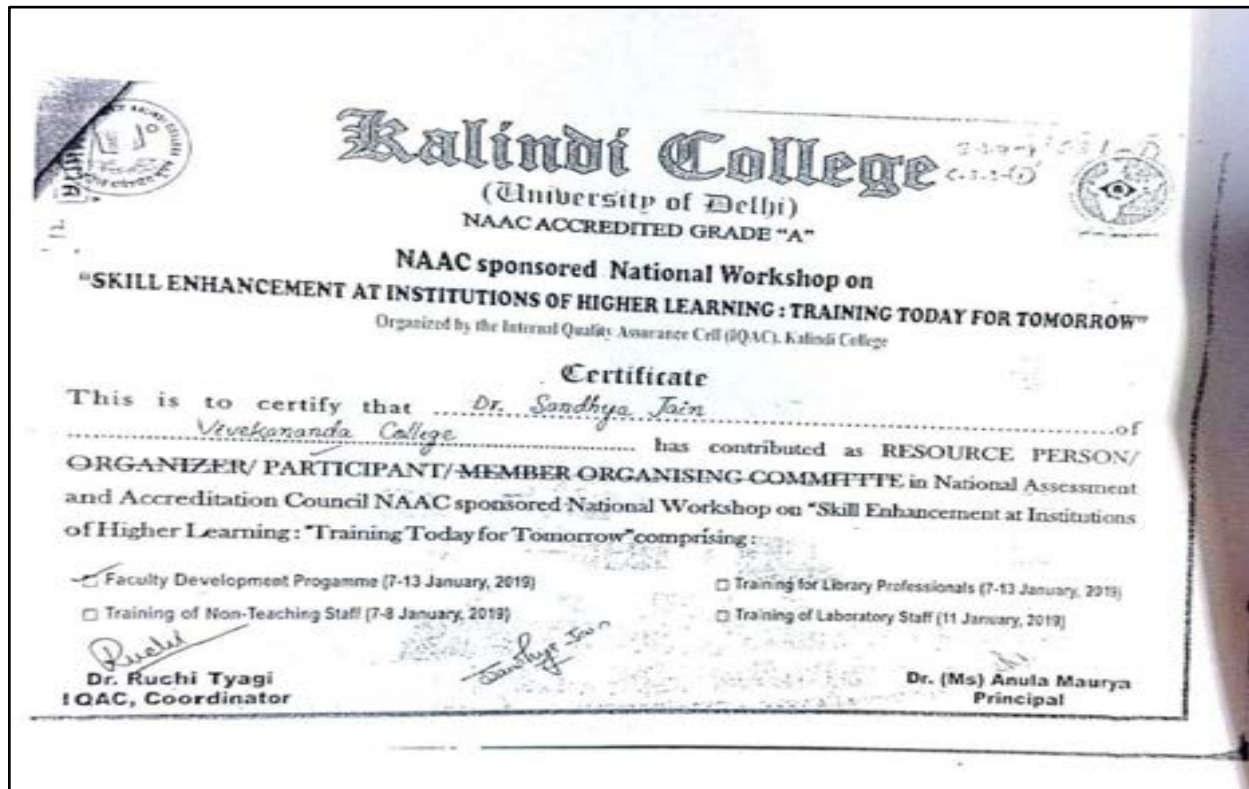 Kalindi College
(University of Delhi)
NAAC ACCREDITED GRADE "A"
NAAC sponsored National Workshop on
"SKILL ENHANCEMENT AT INSTITUTIONS OF HIGHER LEARNING : TRAINING TODAY FOR TOMORROW"
Organized by the Internal Quality Assurance Cell (IQAC), Kalindi College
Certificate
This is to certify that Dr. Sandhya Jain of
Vivekananda College has contributed as RESOURCE PERSON/
ORGANIZER/ PARTICIPANT/ MEMBER ORGANISING COMMITTTE in National Assessment
and Accreditation Council NAAC sponsored National Workshop on "Skill Enhancement at Institutions
of Higher Learning : "Training Today for Tomorrow" comprising :
Faculty Development Progamme (7-13 January, 2019)
Training for Library Professionals (7-13 January, 2019)
Training of Non-Teaching Staff (7-8 January, 2019)
Training of Laboratory Staff (11 January, 2019)
Ruchi
Sandhya Jain
Dr. Ruchi Tyagi
IQAC, Coordinator
Dr. (Ms) Anula Maurya
Principal